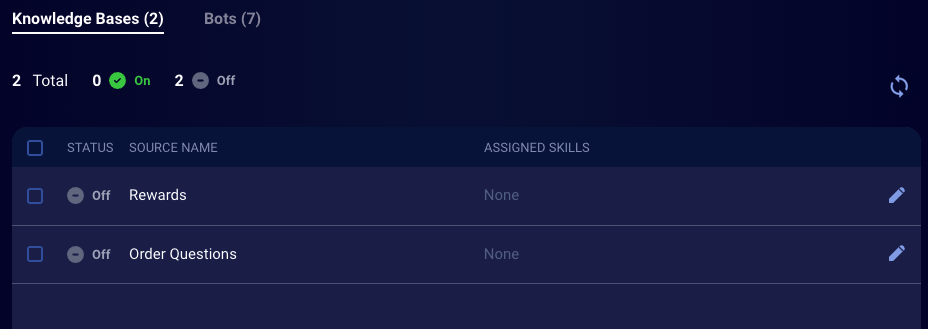 Knowledge Bases (2) Bots (7)
2 Total 0 On 2 Off
STATUS SOURCE NAME ASSIGNED SKILLS
Off Rewards None
Off Order Questions None